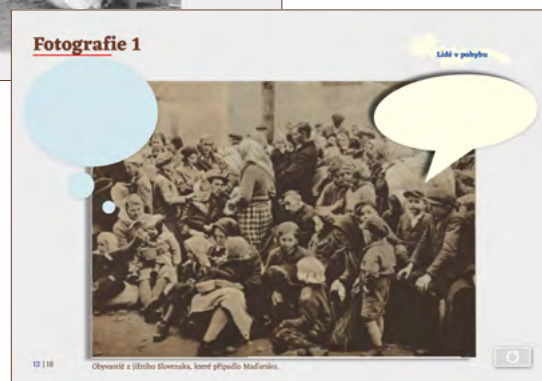 Fotografie 1
Lidé v pohybu
12 | 18
Obyvatelé z jižního Slovenska, které připadlo Maďarsku.